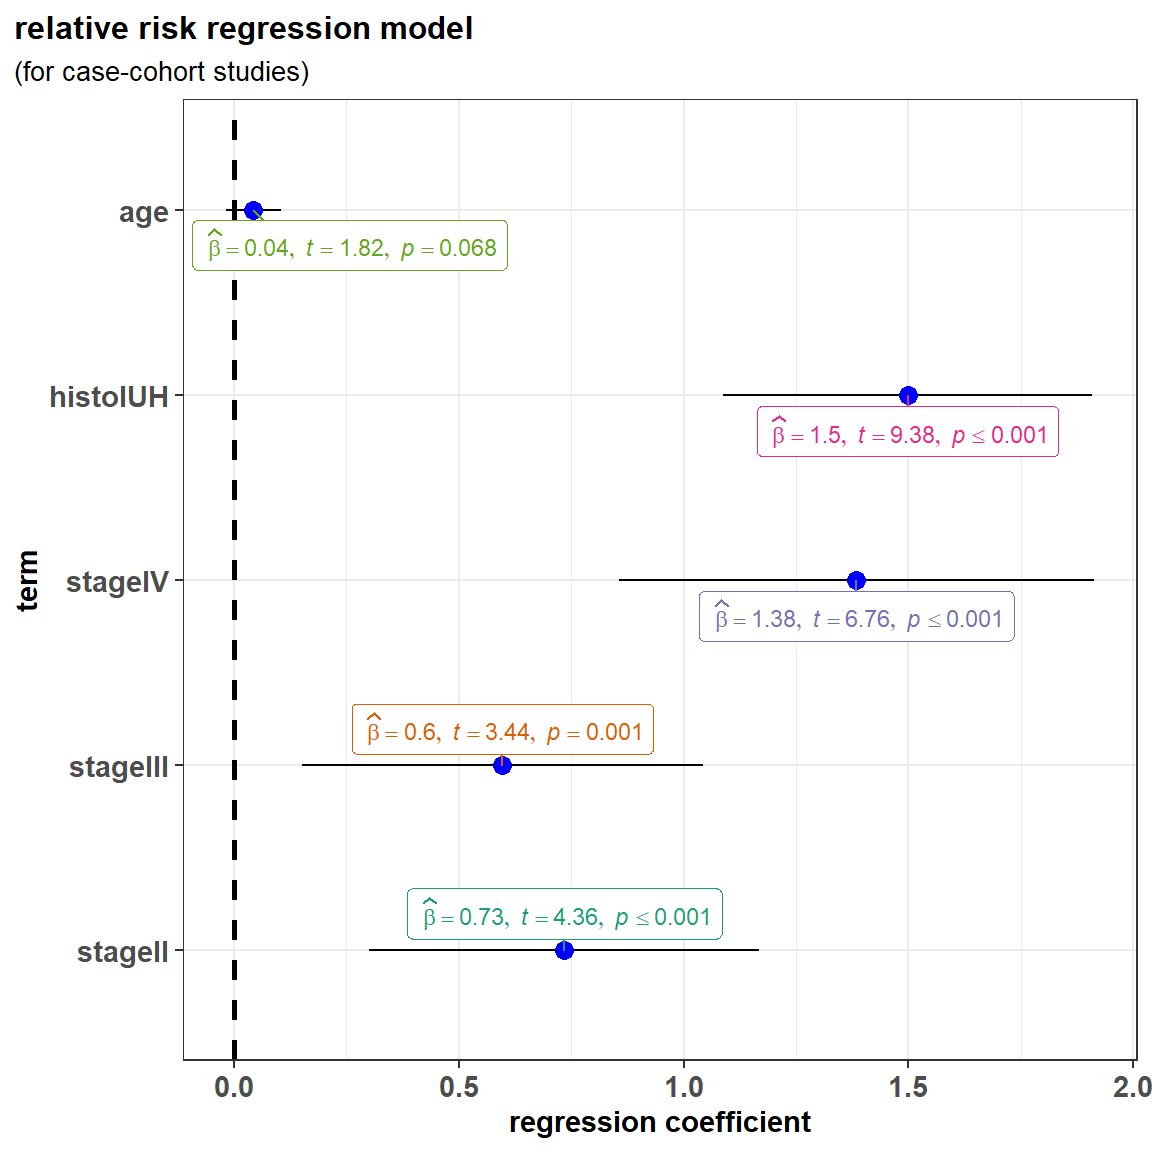 relative risk regression model
(for case-cohort studies)
age
β̂ = 0.04, t = 1.82, p = 0.068
histolUH
β̂ = 1.5, t = 9.38, p ≤ 0.001
term
stageIV
β̂ = 1.38, t = 6.76, p ≤ 0.001
β̂ = 0.6, t = 3.44, p = 0.001
stageIII
β̂ = 0.73, t = 4.36, p ≤ 0.001
stageII
0.0 0.5 1.0 1.5 2.0
regression coefficient